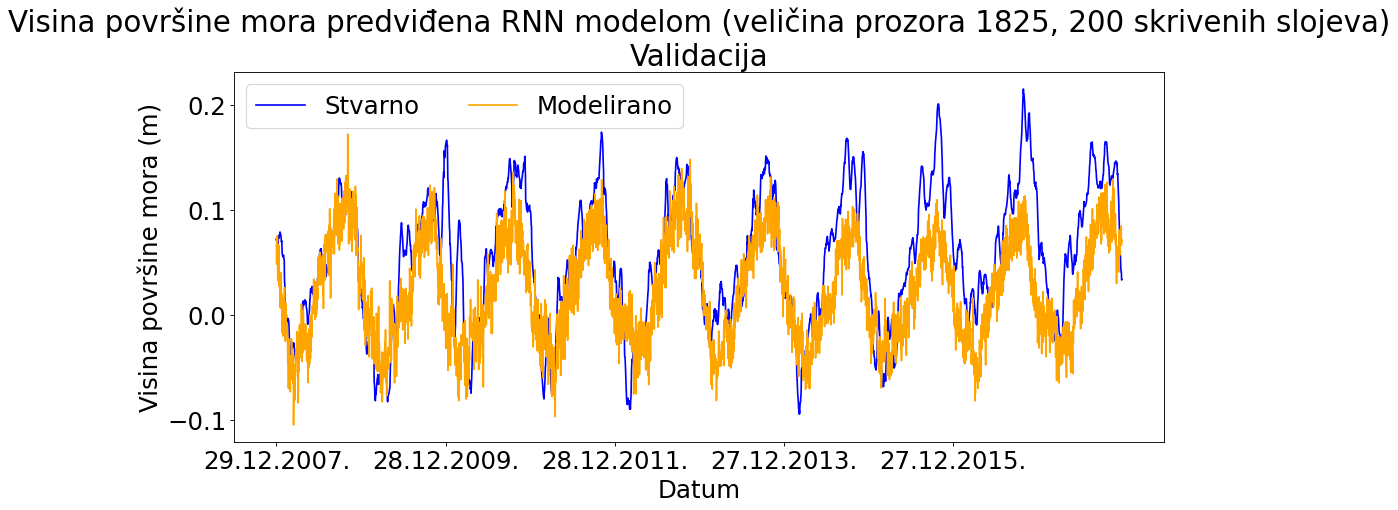 Visina površine mora predviđena RNN modelom (veličina prozora 1825, 200 skrivenih slojeva)
Validacija
Stvarno Modelirano
Visina površine mora (m)
0.2
0.1
0.0
−0.1
29.12.2007. 28.12.2009. 28.12.2011. 27.12.2013. 27.12.2015.
Datum